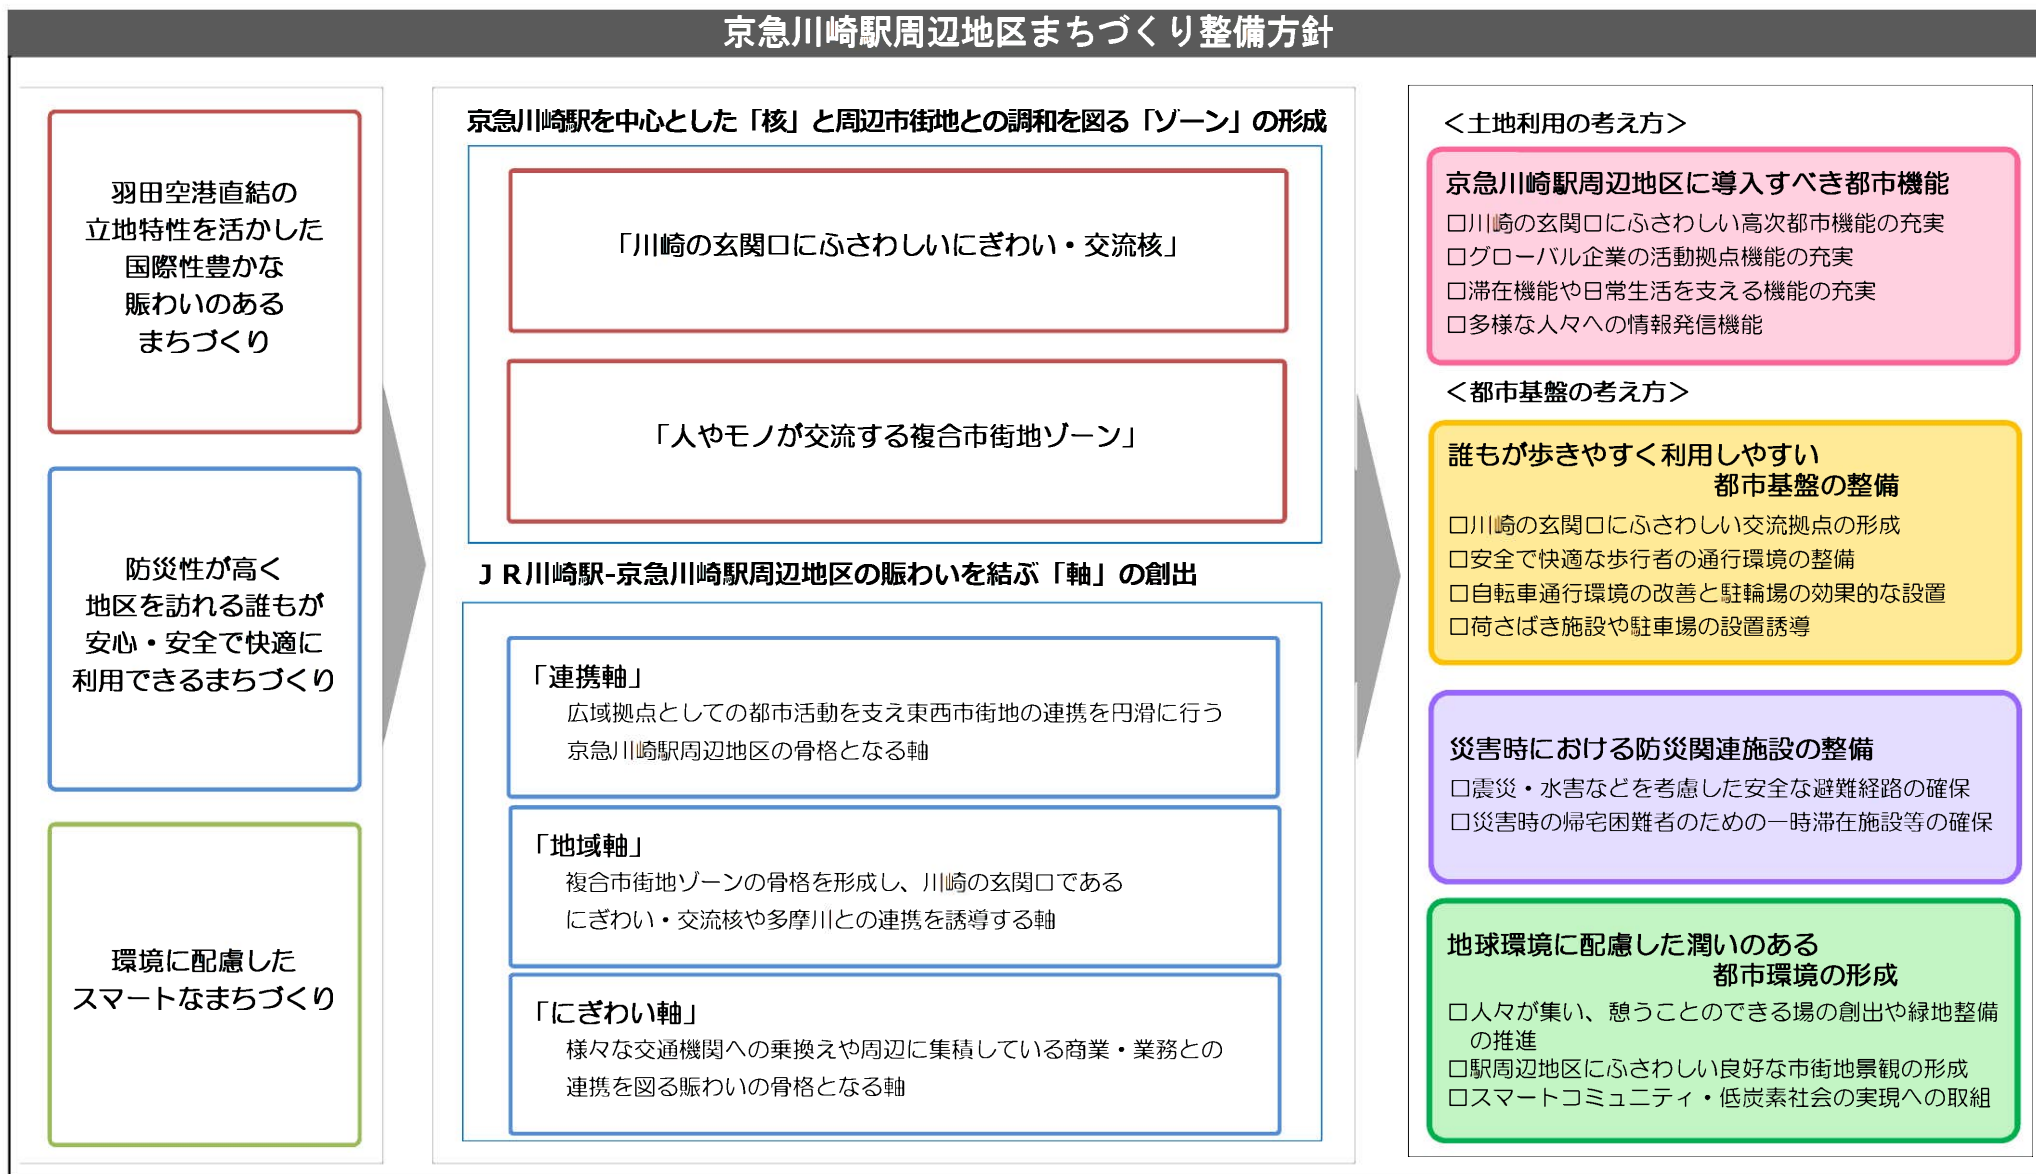 京急川崎駅周辺地区まちづくり整備方針
羽田空港直結の
立地特性を活かした
国際性豊かな
賑わいのある
まちづくり
防災性が高く
地区を訪れる誰もが
安心・安全で快適に
利用できるまちづくり
環境に配慮した
スマートなまちづくり
京急川崎駅を中心とした「核」と周辺市街地との調和を図る「ゾーン」の形成
「川崎の玄関口にふさわしいにぎわい・交流核」
「人やモノが交流する複合市街地ゾーン」
ＪＲ川崎駅-京急川崎駅周辺地区の賑わいを結ぶ「軸」の創出
「連携軸」
広域拠点としての都市活動を支え東西市街地の連携を円滑に行う
京急川崎駅周辺地区の骨格となる軸
「地域軸」
複合市街地ゾーンの骨格を形成し、川崎の玄関口である
にぎわい・交流核や多摩川との連携を誘導する軸
「にぎわい軸」
様々な交通機関への乗換えや周辺に集積している商業・業務との
連携を図る賑わいの骨格となる軸
＜土地利用の考え方＞
京急川崎駅周辺地区に導入すべき都市機能
□川崎の玄関口にふさわしい高次都市機能の充実
□グローバル企業の活動拠点機能の充実
□滞在機能や日常生活を支える機能の充実
□多様な人々への情報発信機能
＜都市基盤の考え方＞
誰もが歩きやすく利用しやすい
都市基盤の整備
□川崎の玄関口にふさわしい交流拠点の形成
□安全で快適な歩行者の通行環境の整備
□自転車通行環境の改善と駐輪場の効果的な設置
□荷さばき施設や駐車場の設置誘導
災害時における防災関連施設の整備
□震災・水害などを考慮した安全な避難経路の確保
□災害時の帰宅困難者のための一時滞在施設等の確保
地球環境に配慮した潤いのある
都市環境の形成
□人々が集い、憩うことのできる場の創出や緑地整備
の推進
□駅周辺地区にふさわしい良好な市街地景観の形成
□スマートコミュニティ・低炭素社会の実現への取組